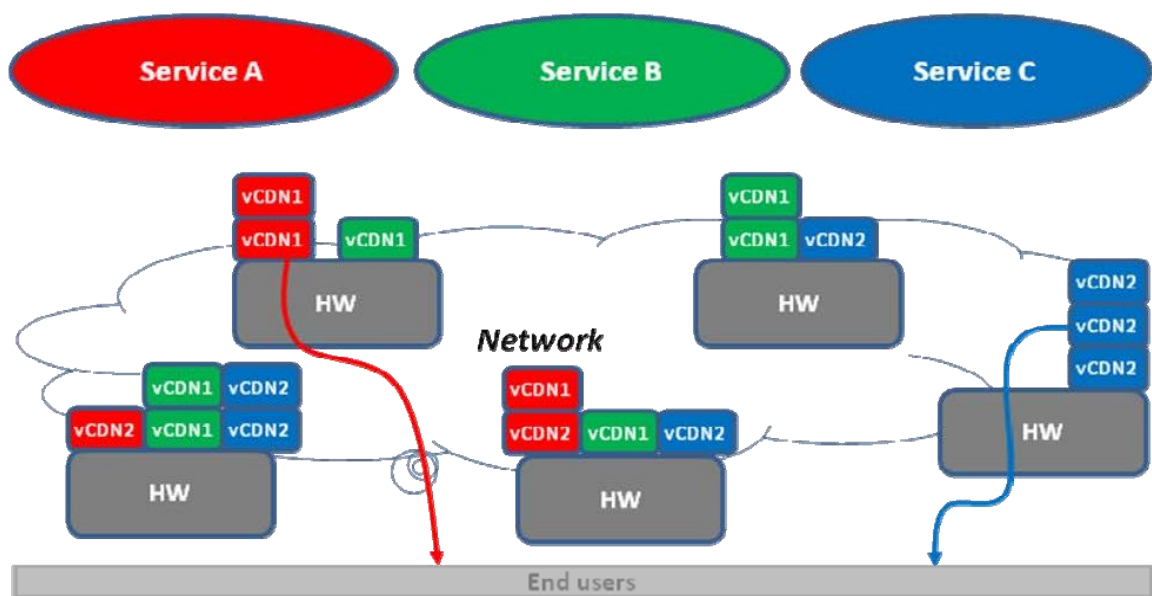 Service A
Service B
Service C
vCDN1
vCDN1
vCDN1
HW
vCDN1
vCDN1
vCDN2
HW
vCDN2
vCDN2
vCDN2
HW
Network
vCDN1
vCDN2
vCDN2
vCDN1
vCDN2
HW
vCDN1
vCDN2
vCDN1
vCDN2
HW
End users